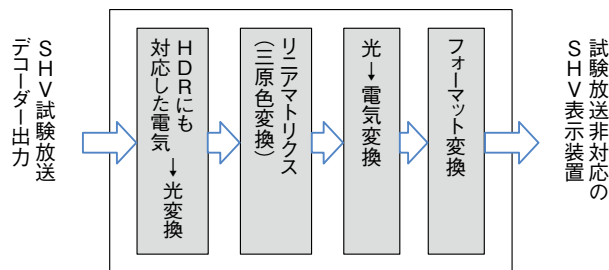 SHV試験放送
デコーダー出力
HDRにも
対応した電気→光変換
リニアマトリクス
（三原色変換）
光→電気変換
フォーマット変換
試験放送非対応の
SHV表示装置